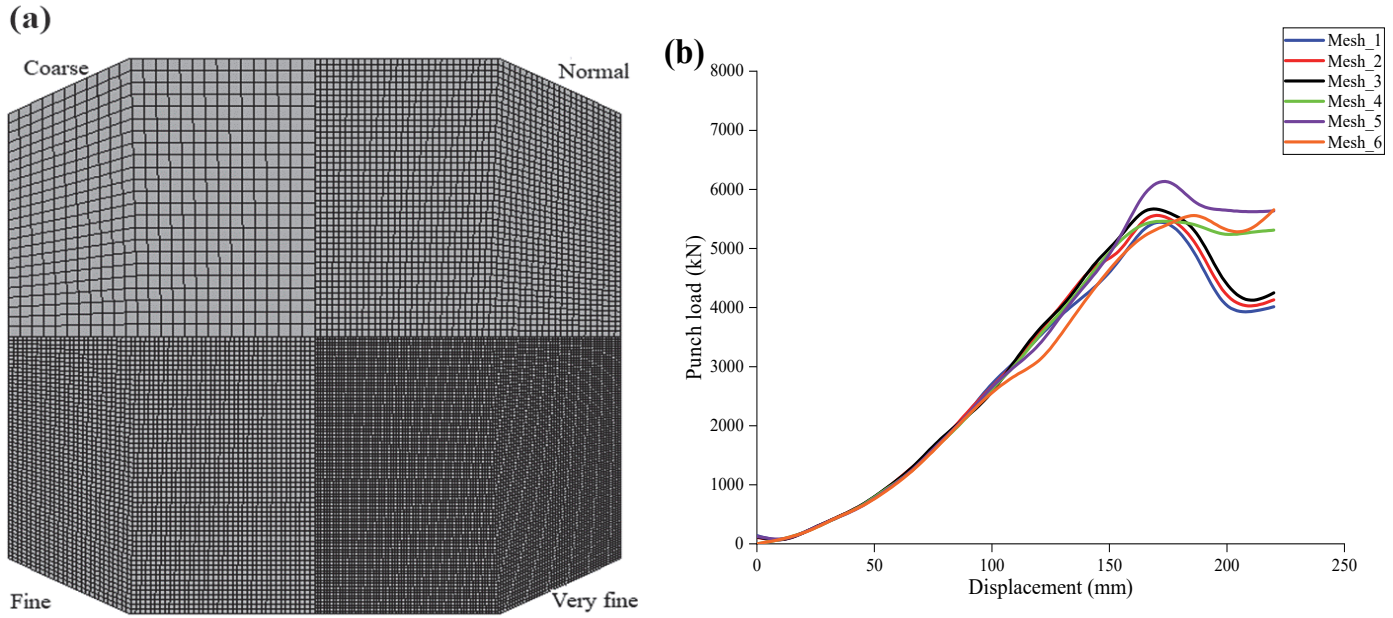 (a)
Coarse
Normal
Fine
Very fine
(b)
Mesh_1
Mesh_2
Mesh_3
Mesh_4
Mesh_5
Mesh_6
Punch load (kN)
8000
7000
6000
5000
4000
3000
2000
1000
0
0 50 100 150 200 250
Displacement (mm)